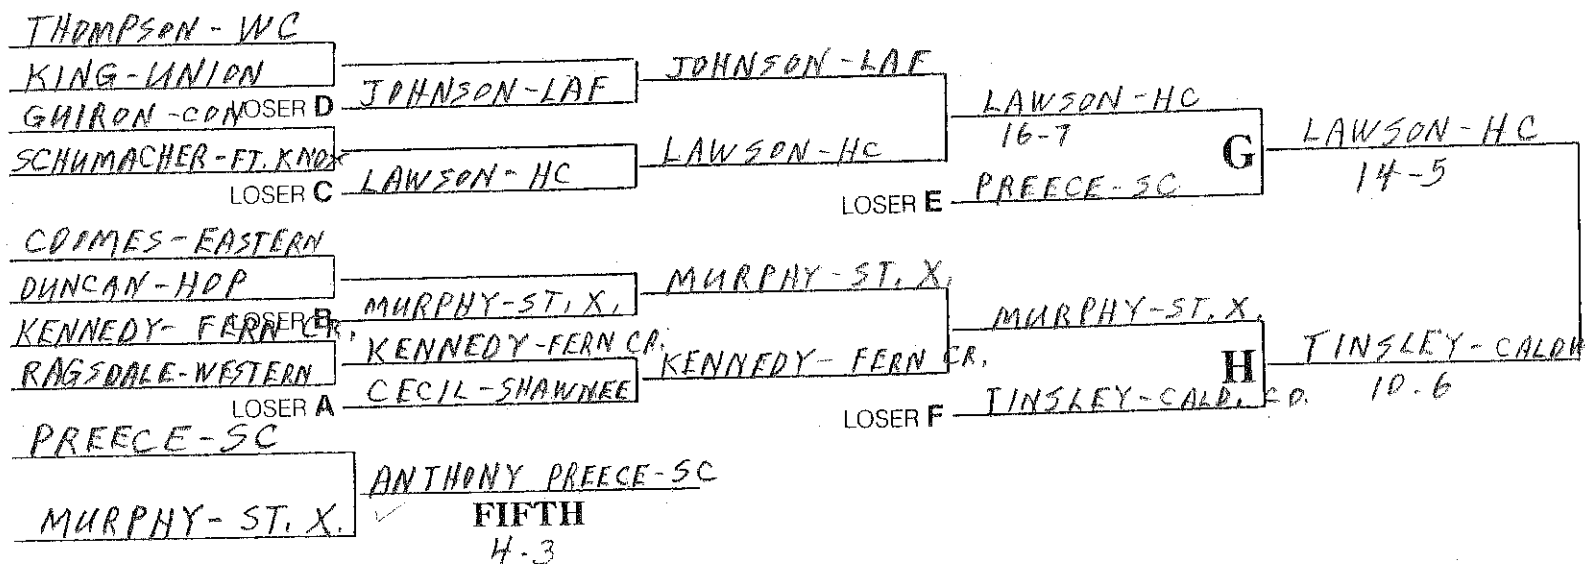 THOMPSON - WC
KING - UNION
GUIRON - CON
LOSER D
SCHUMACHER - FT. KNOX
LOSER C
JOHNSON - LAF
LAWSON - HC
JOHNSON - LAF
LAWSON - HC
LAWSON - HC
16-7
LOSER E
PREECE - SC
G
LAWSON - HC
14-5
COOMES - EASTERN
DUNCAN - HOP
LOSER B
KENNEDY - FERN CR.
RAGSDALE - WESTERN
LOSER A
MURPHY - ST. X.
KENNEDY - FERN CR.
CECIL - SHAWNEE
MURPHY - ST. X.
KENNEDY - FERN CR.
MURPHY - ST. X.
LOSER F
TINSLEY - CALD. CO.
H
TINSLEY - CALDW
10-6
PREECE - SC
MURPHY - ST. X.
ANTHONY PREECE - SC
FIFTH
4-3